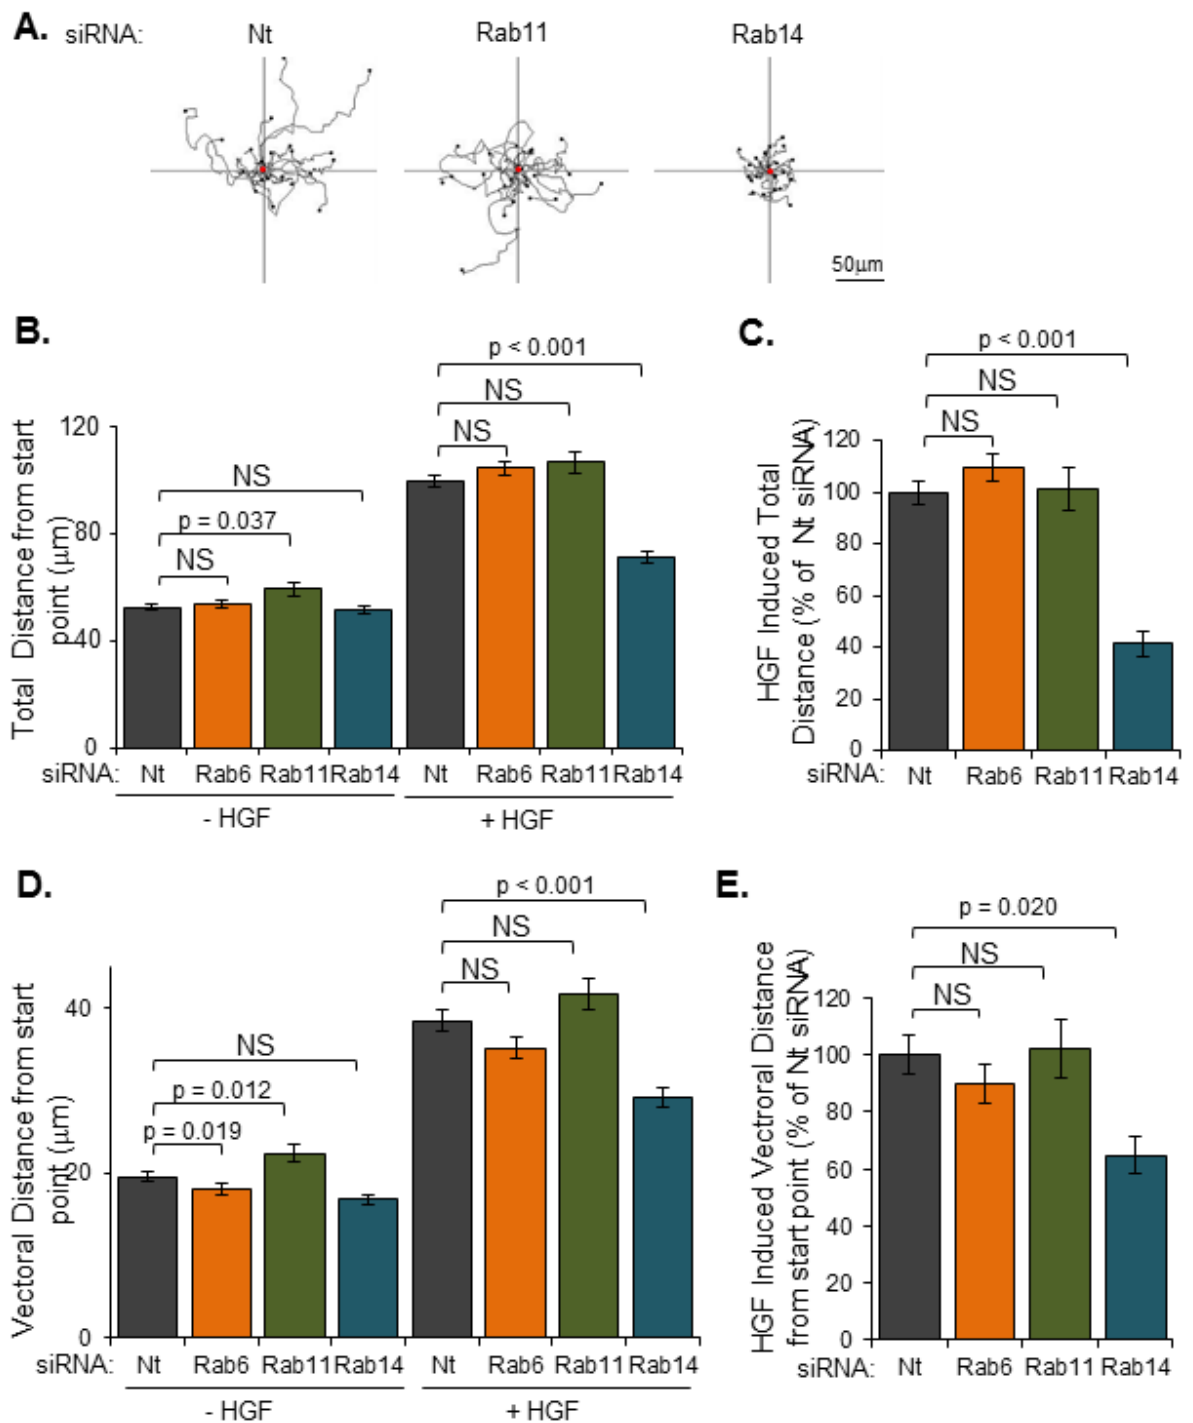 A. siRNA: Nt Rab11 Rab14
50μm
B.
p < 0.001
NS
NS
NS
p = 0.037
NS
Total Distance from start
point (μm)
120
80
40
0
siRNA: Nt Rab6 Rab11 Rab14 Nt Rab6 Rab11 Rab14
- HGF + HGF
C.
p < 0.001
NS
NS
HGF Induced Total
Distance (% of Nt siRNA)
120
100
80
60
40
20
0
siRNA: Nt Rab6 Rab11 Rab14
D.
p < 0.001
NS
NS
NS
p = 0.012
p = 0.019
Vectoral Distance from start
point (μm)
40
20
0
siRNA: Nt Rab6 Rab11 Rab14 Nt Rab6 Rab11 Rab14
- HGF + HGF
E.
p = 0.020
NS
NS
HGF Induced Vectroral Distance
from start point (% of Nt siRNA)
120
100
80
60
40
20
0
siRNA: Nt Rab6 Rab11 Rab14